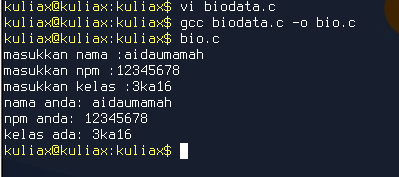 kuliax@kuliax:kuliax$ vi biodata.c
kuliax@kuliax:kuliax$ gcc biodata.c -o bio.c
kuliax@kuliax:kuliax$ bio.c
masukkan nama :aidaumamah
masukkan npm :12345678
masukkan kelas :3ka16
nama anda: aidaumamah
npm anda: 12345678
kelas ada: 3ka16
kuliax@kuliax:kuliax$